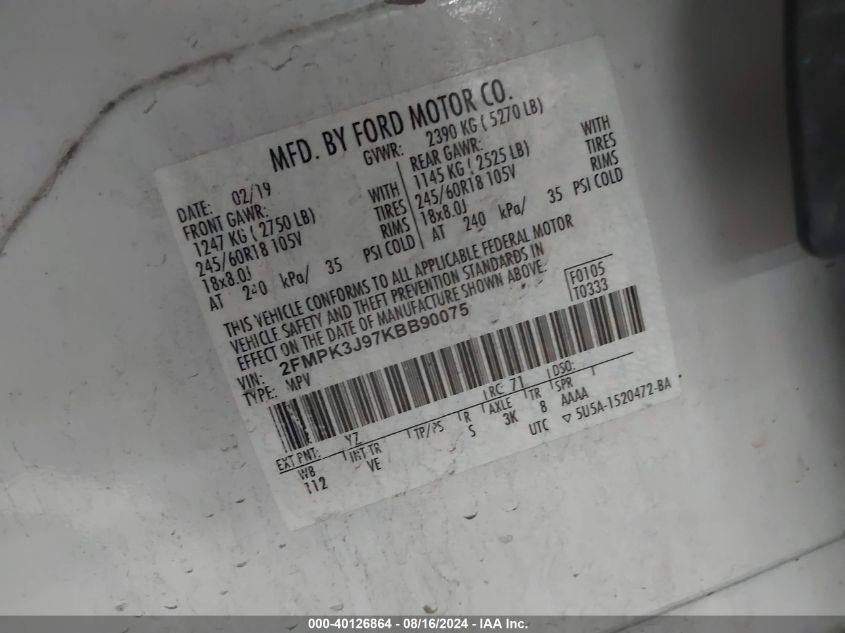 MFD. BY FORD MOTOR CO.
DATE: 02/19
GVWR: 2390 KG ( 5270 LB)
FRONT GAWR:
1247 KG ( 2750 LB) WITH
245/60R18 105V TIRES
18x8.0J RIMS
AT 240 kPa/ 35 PSI COLD
REAR GAWR:
1145 KG ( 2525 LB) WITH
245/60R18 105V TIRES
18x8.0J RIMS
AT 240 kPa/ 35 PSI COLD
THIS VEHICLE CONFORMS TO ALL APPLICABLE FEDERAL MOTOR
VEHICLE SAFETY AND THEFT PREVENTION STANDARDS IN
EFFECT ON THE DATE OF MANUFACTURE SHOWN ABOVE.
VIN: 2FMPK3J97KBB90075
F0105
T0333
TYPE: MPV
EXT PNT: YZ RC: 71 DSO:
WB INT TR TP/PS R AXLE TR SPR
112 VE S 3K 8 AAAA
UTC ▽ 5U5A-1520472-BA
000-40126864 - 08/16/2024 - IAA Inc.